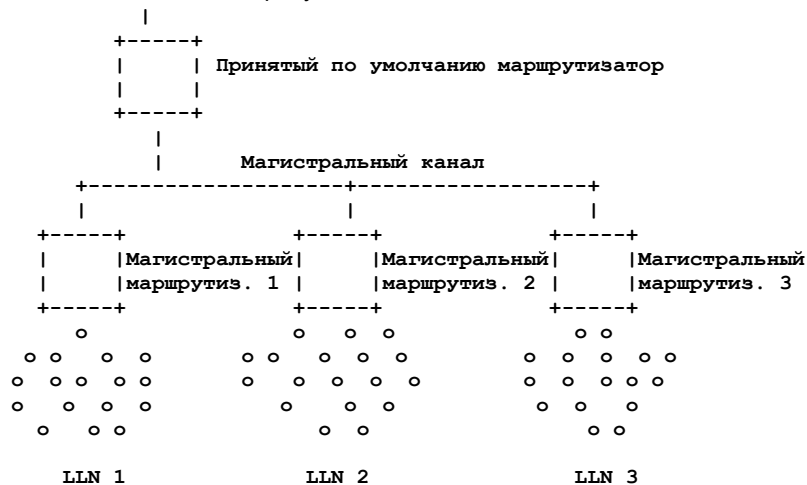 Принятый по умолчанию маршрутизатор
Магистральный канал
Магистральный Магистральный Магистральный
маршрутиз. 1 маршрутиз. 2 маршрутиз. 3
LLN 1 LLN 2 LLN 3